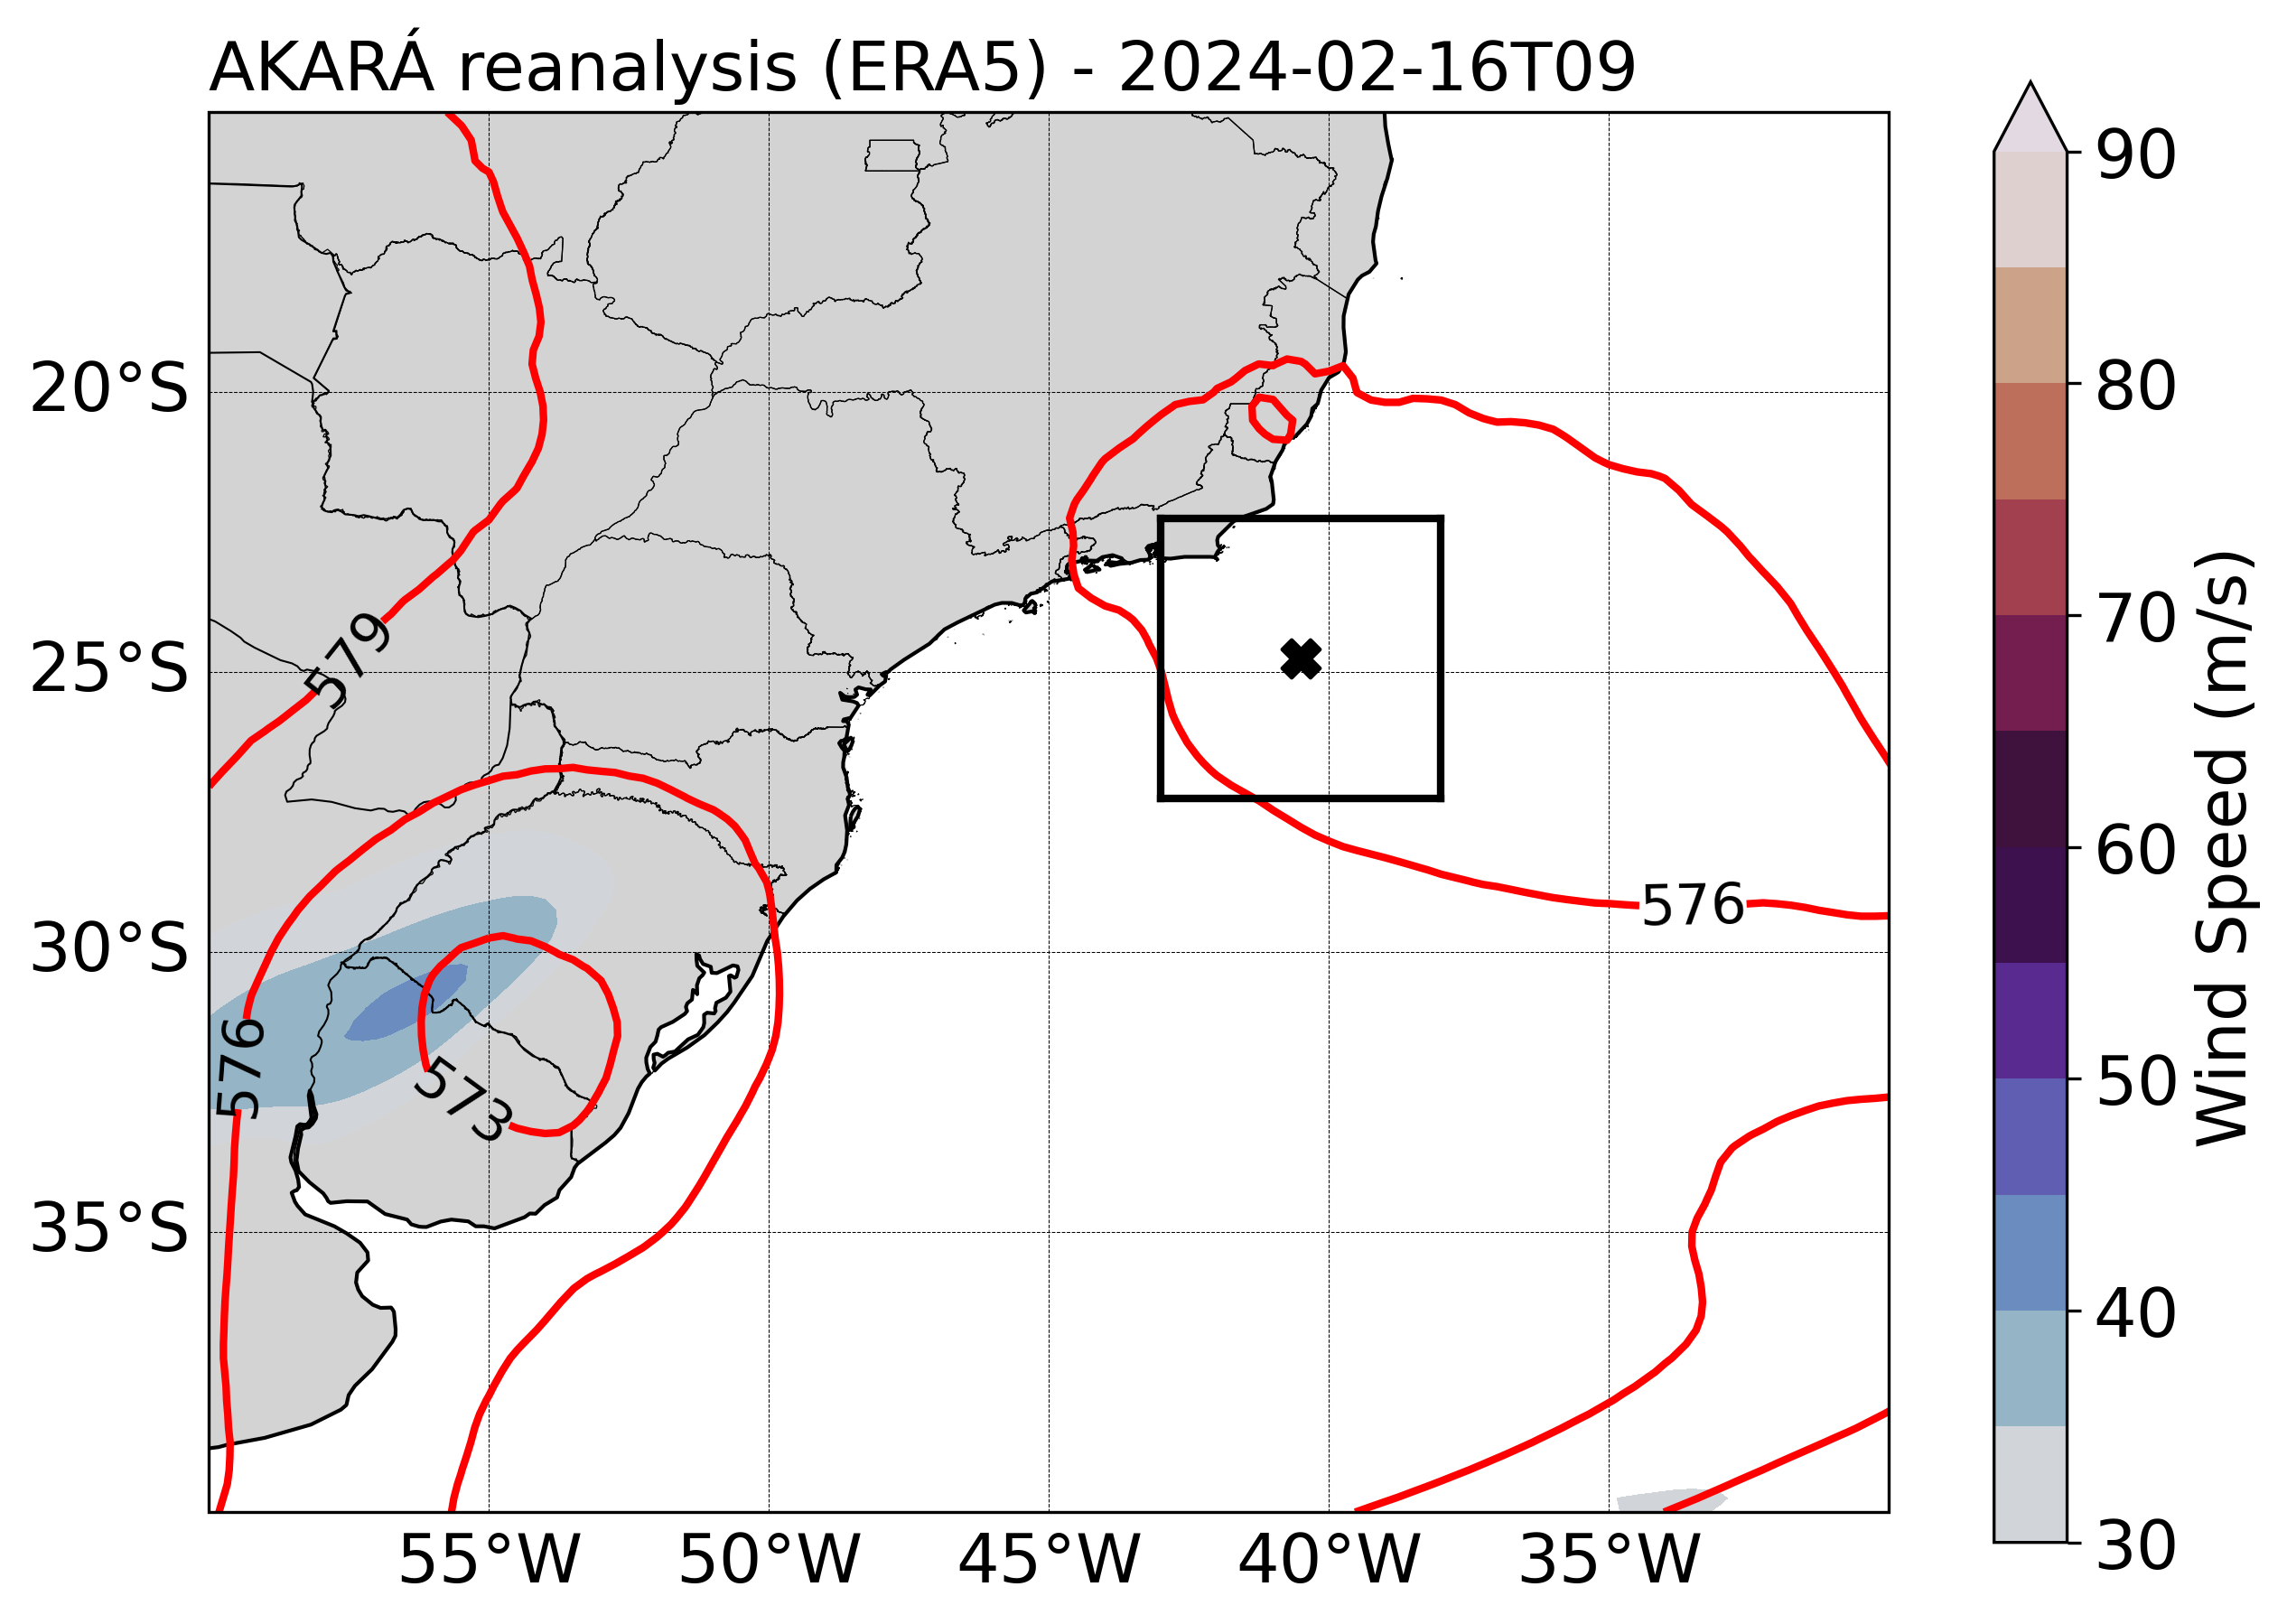 AKARÁ reanalysis (ERA5) - 2024-02-16T09
20°S
25°S
30°S
35°S
55°W
50°W
45°W
40°W
35°W
579
576
573
576
90
80
70
60
50
40
30
Wind Speed (m/s)